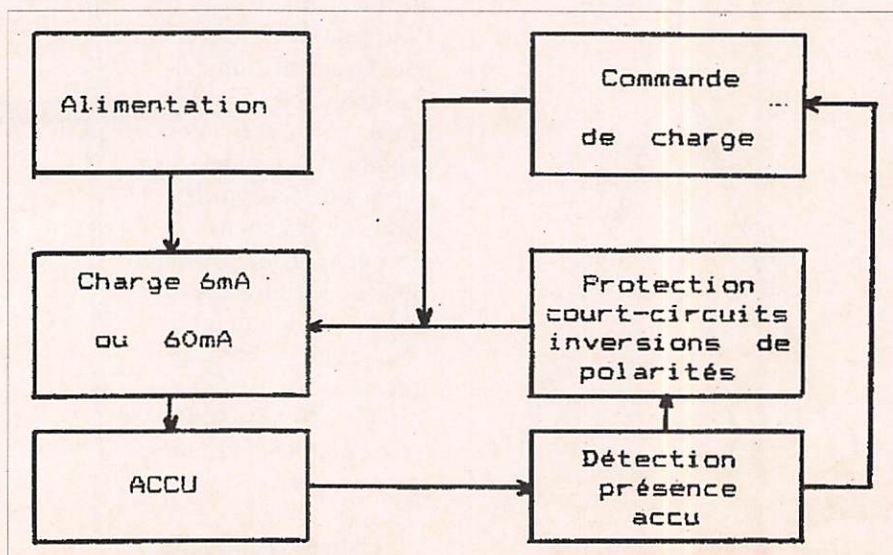 Alimentation
Commande
de charge
Charge 6mA
ou 60mA
Protection
court-circuits
inversions de
polarités
ACCU
Détection
présence
accu